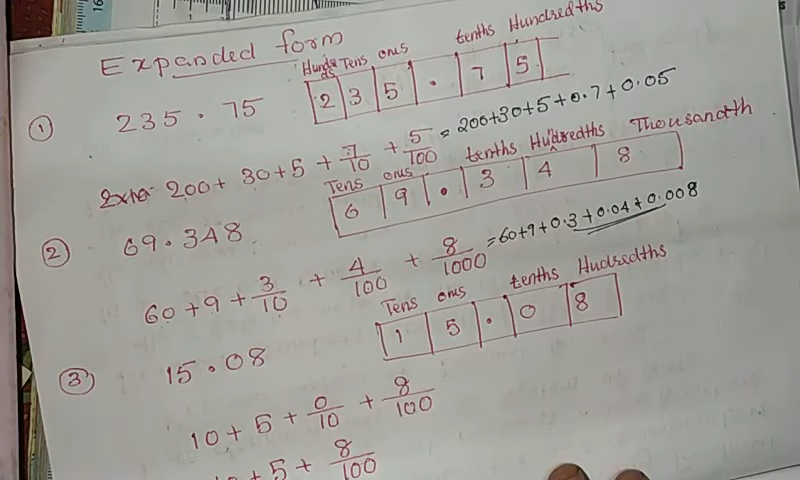 Expanded form
Tens ons tenths Hundredths
① 235.75 2 3 5 . 7 5
200+ 30+5 + 7/10 + 5/100 = 200+30+5+0.7+0.05
Tens ons tenths Hundredths Thousandth
② 69.348 6 9 . 3 4 8
60+9+ 3/10 + 4/100 + 8/1000 = 60+9+0.3+0.04+0.008
Tens ons tenths Hudredths
③ 15.08 1 5 . 0 8
10+5+ 0/10 + 8/100
+5+ 8/100